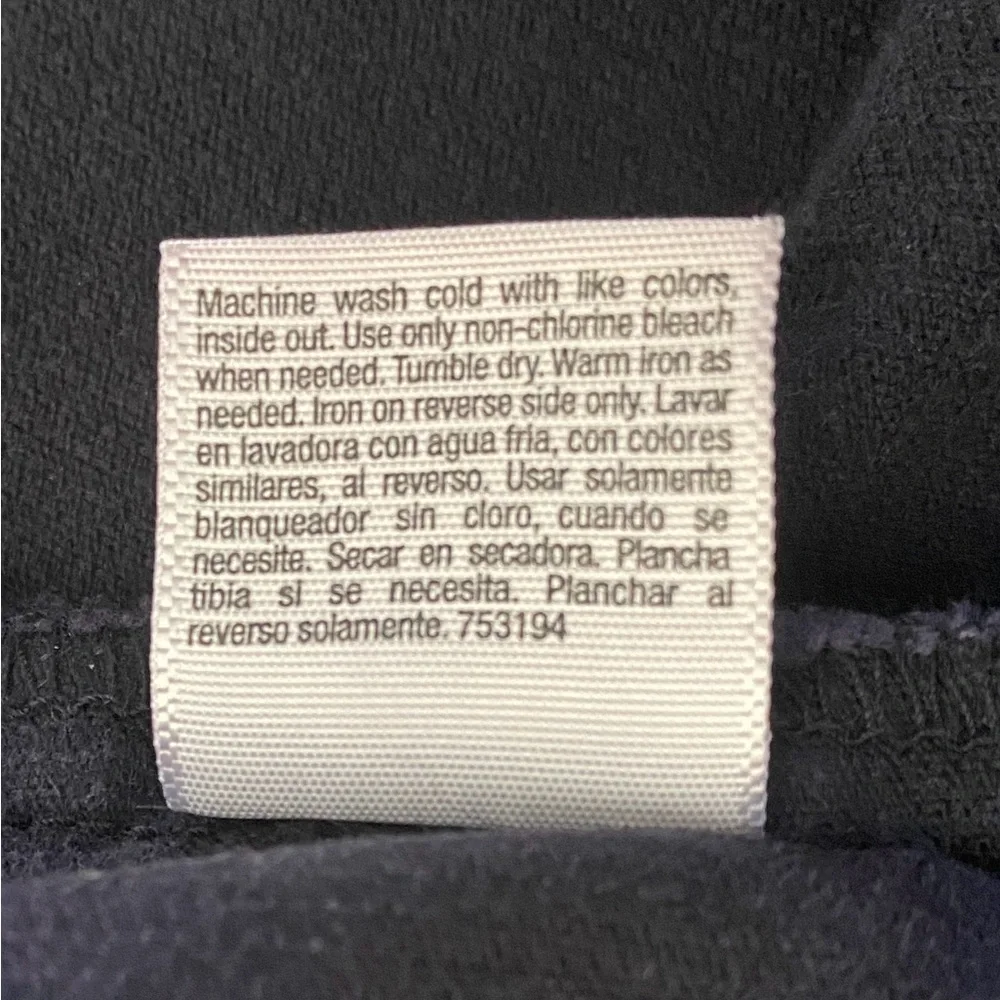 Machine wash cold with like colors,
inside out. Use only non-chlorine bleach
when needed. Tumble dry. Warm iron as
needed. Iron on reverse side only. Lavar
en lavadora con agua fria, con colores
similares, al reverso. Usar solamente
blanqueador sin cloro, cuando se
necesite. Secar en secadora. Plancha
tibia si se necesita. Planchar al
reverso solamente. 753194